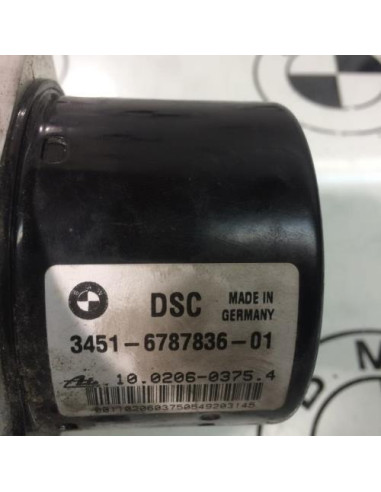 DSC MADE IN
GERMANY
3451-6787836-01
10.0206-0375.4